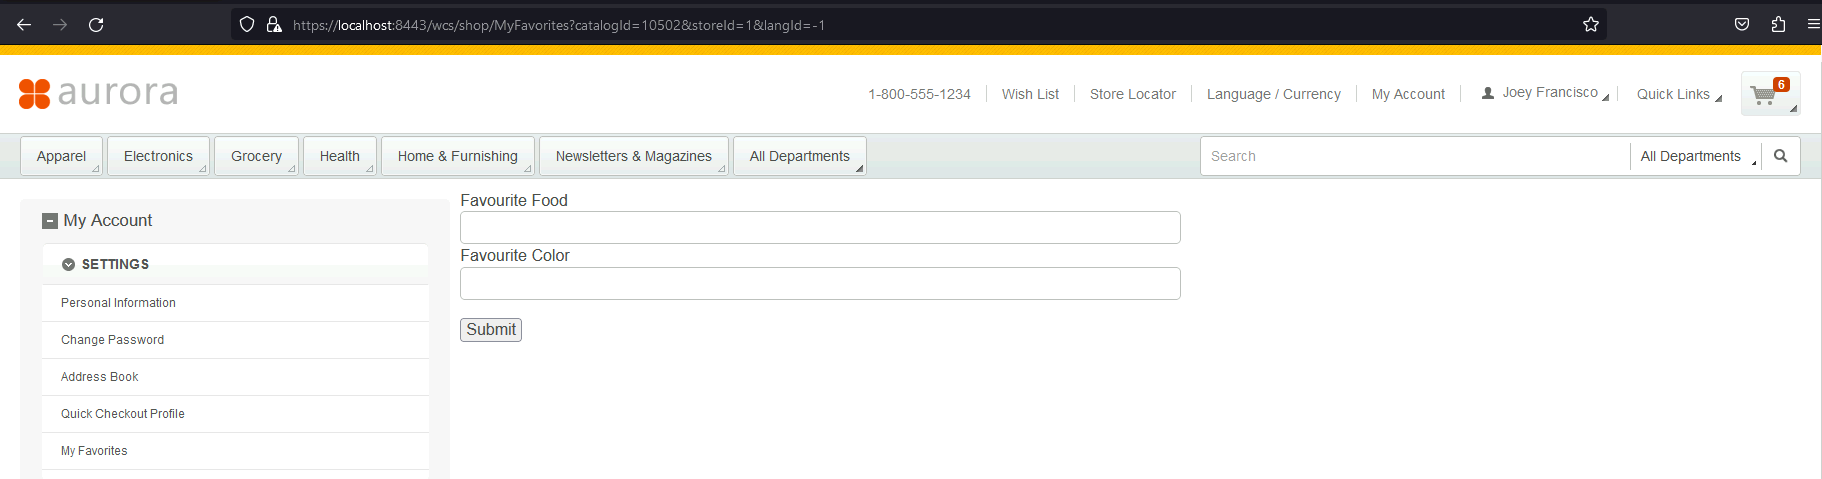 https://localhost:8443/wcs/shop/MyFavorites?catalogId=10502&storeId=1&langId=-1
aurora
1-800-555-1234 Wish List Store Locator Language / Currency My Account Joey Francisco Quick Links 6
Apparel Electronics Grocery Health Home & Furnishing Newsletters & Magazines All Departments Search All Departments
My Account
SETTINGS
Personal Information
Change Password
Address Book
Quick Checkout Profile
My Favorites
Favourite Food
Favourite Color
Submit